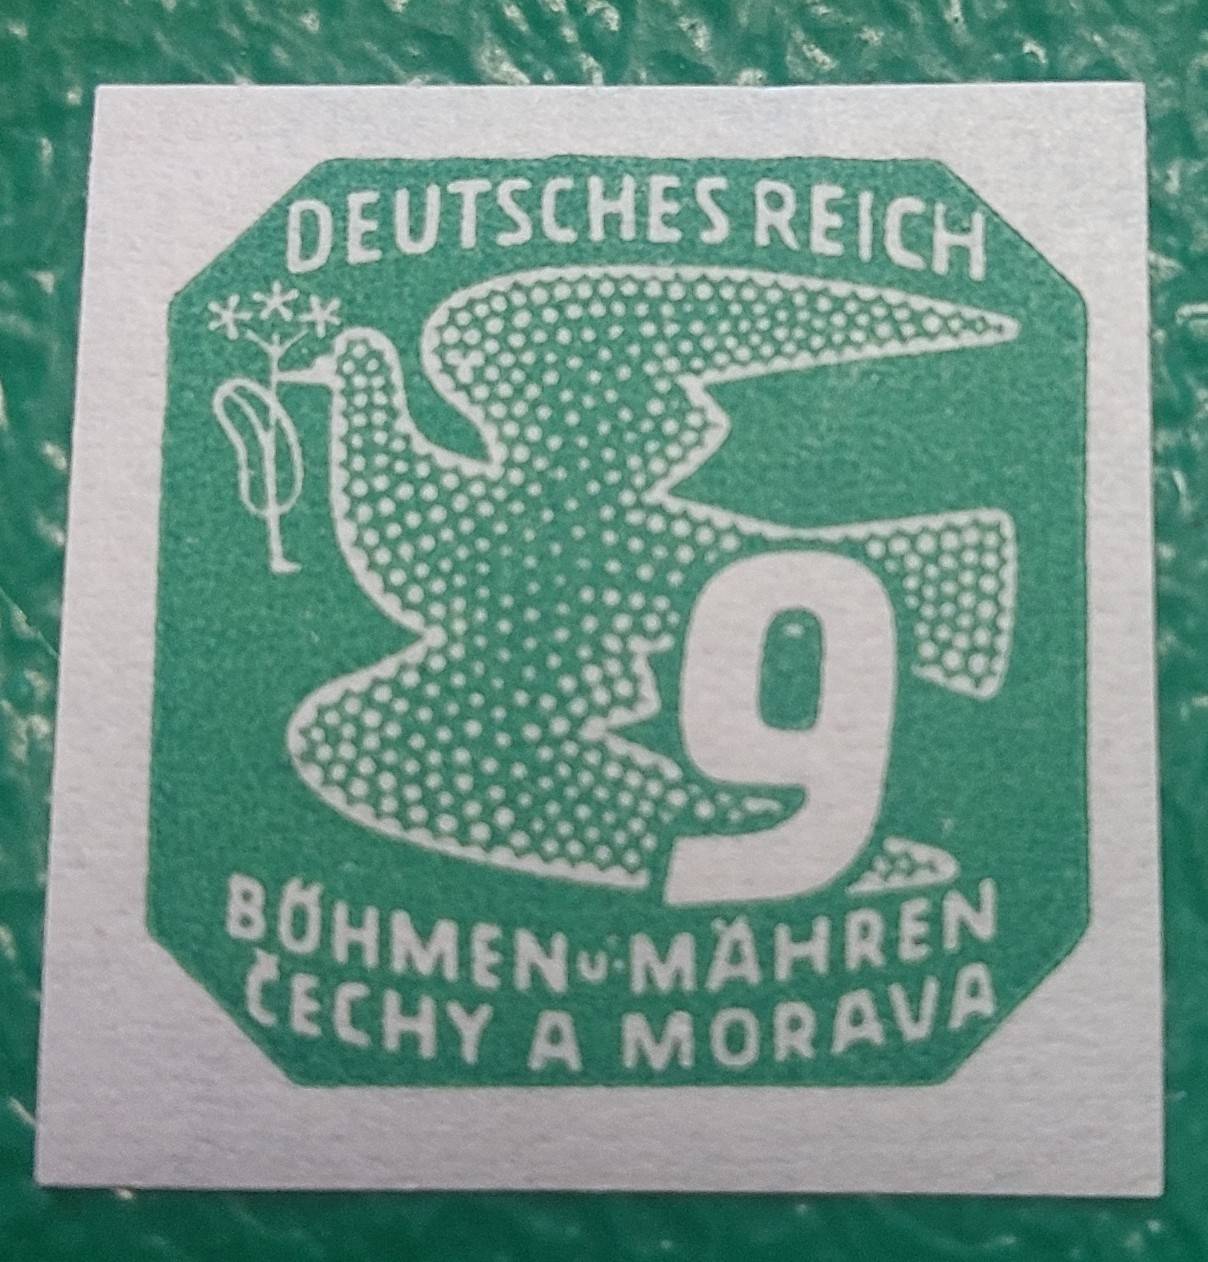 DEUTSCHES REICH
9
BÖHMEN u. MÄHREN
ČECHY A MORAVA